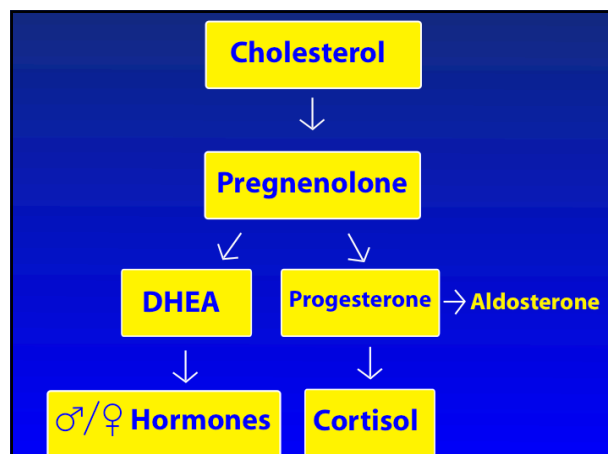 Cholesterol
Pregnenolone
DHEA
Progesterone
Aldosterone
♂/♀ Hormones
Cortisol